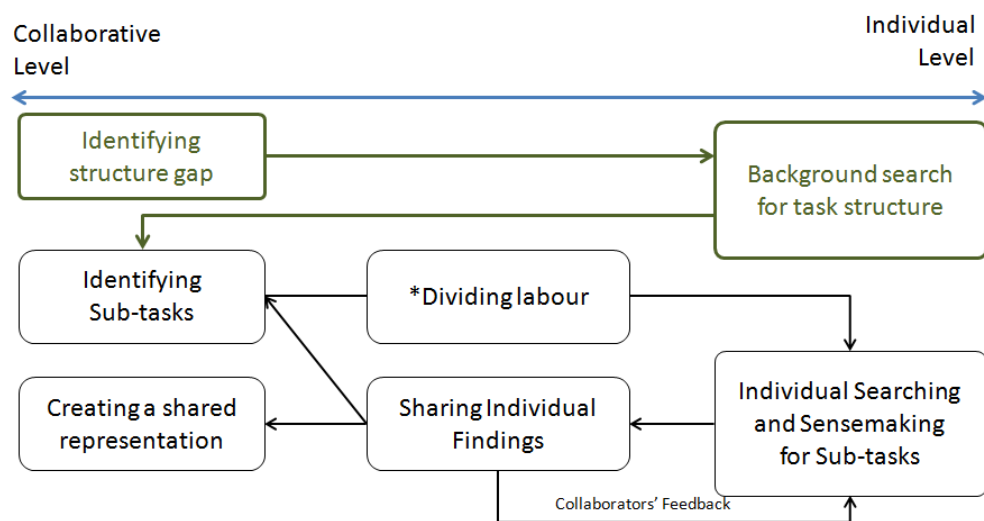 Collaborative
Level
Individual
Level
Identifying
structure gap
Background search
for task structure
Identifying
Sub-tasks
*Dividing labour
Creating a shared
representation
Sharing Individual
Findings
Individual Searching
and Sensemaking
for Sub-tasks
Collaborators' Feedback